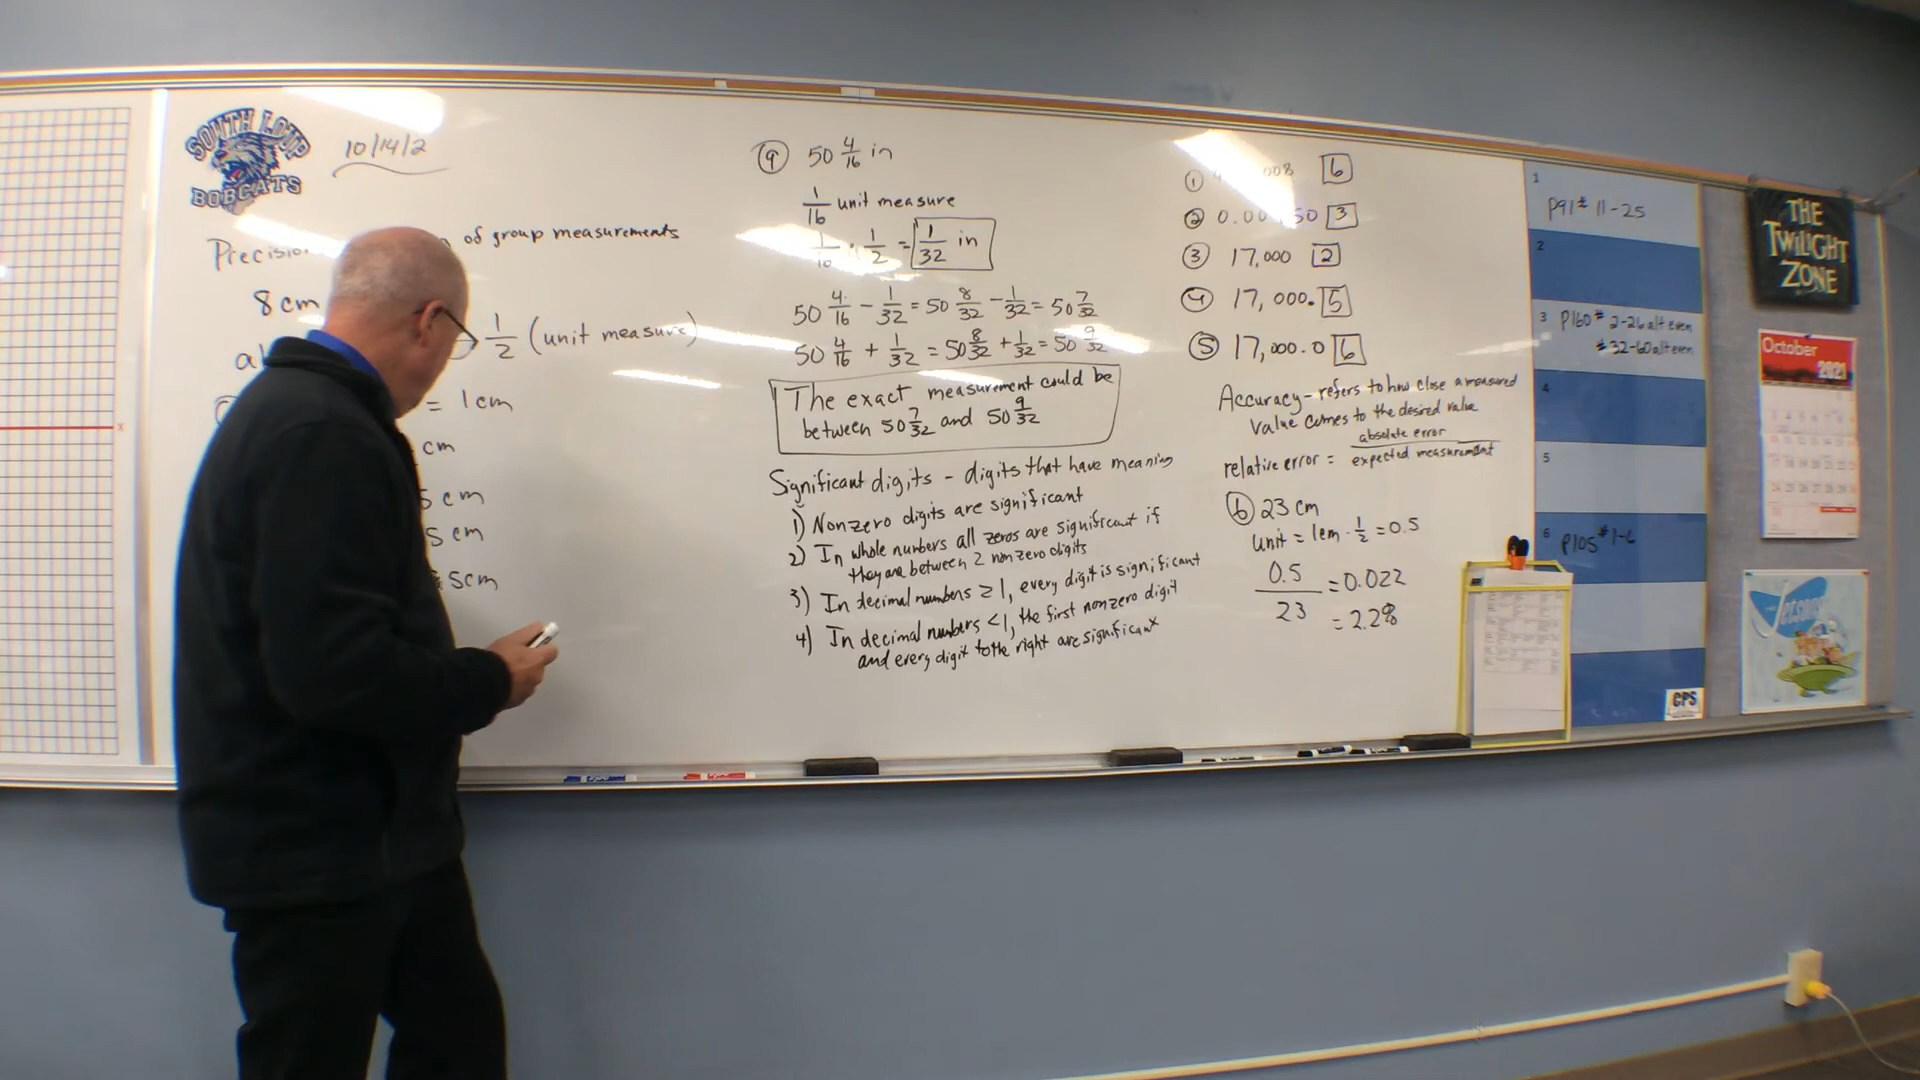 SOUTH LOUP
BOBCATS
10/14/2
of group measurements
8 cm
1/2 (unit measure)
= 1cm
cm
5 cm
5 cm
5cm
9 50 4/16 in
1/16 unit measure
1/2 = 1/32 in
50 4/16 - 1/32 = 50 8/32 - 1/32 = 50 7/32
50 4/16 + 1/32 = 50 8/32 + 1/32 = 50 9/32
The exact measurement could be
between 50 7/32 and 50 9/32
Significant digits - digits that have meaning
1) Nonzero digits are significant
2) In whole numbers all zeros are significant if
they are between 2 nonzero digits
3) In decimal numbers ≥ 1, every digit is significant
4) In decimal numbers < 1, the first nonzero digit
and every digit to the right are significant
1 008 6
2 0.00 50 3
3 17,000 2
4 17,000. 5
5 17,000.0 6
Accuracy - refers to how close a measured
value comes to the desired value
relative error = absolute error / expected measurement
6 23 cm
unit = 1cm · 1/2 = 0.5
0.5 / 23 = 0.022
= 2.2%
1
p91# 11-25
2
3 p160# 2-26 alt even
# 32-60 alt even
4
5
6 p105# 1-6
CPS
THE
TWILIGHT
ZONE
October
2021
Jetsons
x